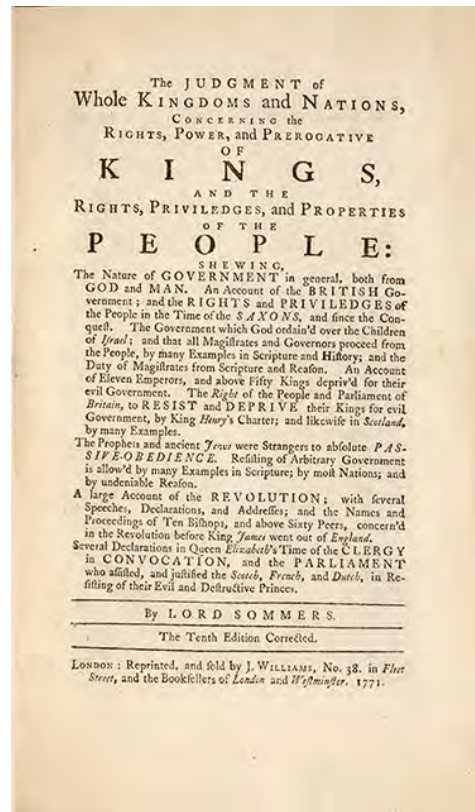 The JUDGMENT of
Whole KINGDOMS and NATIONS,
CONCERNING the
RIGHTS, POWER, and PREROGATIVE
OF
KINGS,
AND THE
RIGHTS, PRIVILEDGES, and PROPERTIES
OF THE
PEOPLE:
SHEWING,
The Nature of GOVERNMENT in general, both from
GOD and MAN. An Account of the BRITISH Go-
vernment; and the RIGHTS and PRIVILEDGES of
the People in the Time of the SAXONS, and ſince the Con-
queſt. The Government which God ordain'd over the Children
of Iſrael; and that all Magiſtrates and Governors proceed from
the People, by many Examples in Scripture and Hiſtory; and the
Duty of Magiſtrates from Scripture and Reaſon. An Account
of Eleven Emperors, and above Fifty Kings depriv'd for their
evil Government. The Right of the People and Parliament of
Britain, to RESIST and DEPRIVE their Kings for evil
Government, by King Henry's Charter; and likewiſe in Scotland,
by many Examples.
The Prophets and ancient Jews were Strangers to abſolute PAS-
SIVE-OBEDIENCE. Reſiſting of Arbitrary Government
is allow'd by many Examples in Scripture; by moſt Nations; and
by undeniable Reaſon.
A large Account of the REVOLUTION; with ſeveral
Speeches, Declarations, and Addreſſes; and the Names and
Proceedings of Ten Biſhops, and above Sixty Peers, concern'd
in the Revolution before King James went out of England.
Several Declarations in Queen Elizabeth's Time of the CLERGY
in CONVOCATION, and the PARLIAMENT
who aſſiſted, and juſtified the Scotch, French, and Dutch, in Re-
ſiſting of their Evil and Deſtructive Princes.
By LORD SOMMERS.
The Tenth Edition Corrected.
LONDON: Reprinted, and ſold by J. WILLIAMS, No. 38. in Fleet
Street, and the Bookſellers of London and Weſtminſter. 1771.